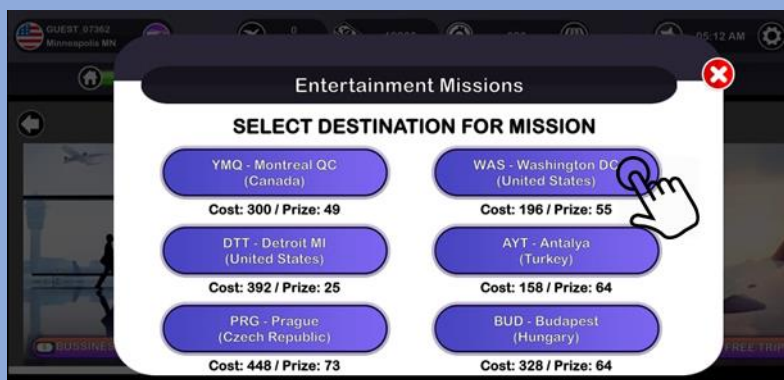 GUEST_07362
Minneapolis MN
0
05:12 AM
Entertainment Missions
SELECT DESTINATION FOR MISSION
YMQ - Montreal QC
(Canada)
Cost: 300 / Prize: 49
WAS - Washington DC
(United States)
Cost: 196 / Prize: 55
DTT - Detroit MI
(United States)
Cost: 392 / Prize: 25
AYT - Antalya
(Turkey)
Cost: 158 / Prize: 64
PRG - Prague
(Czech Republic)
Cost: 448 / Prize: 73
BUD - Budapest
(Hungary)
Cost: 328 / Prize: 64
BUSSINES
FREE TRIP